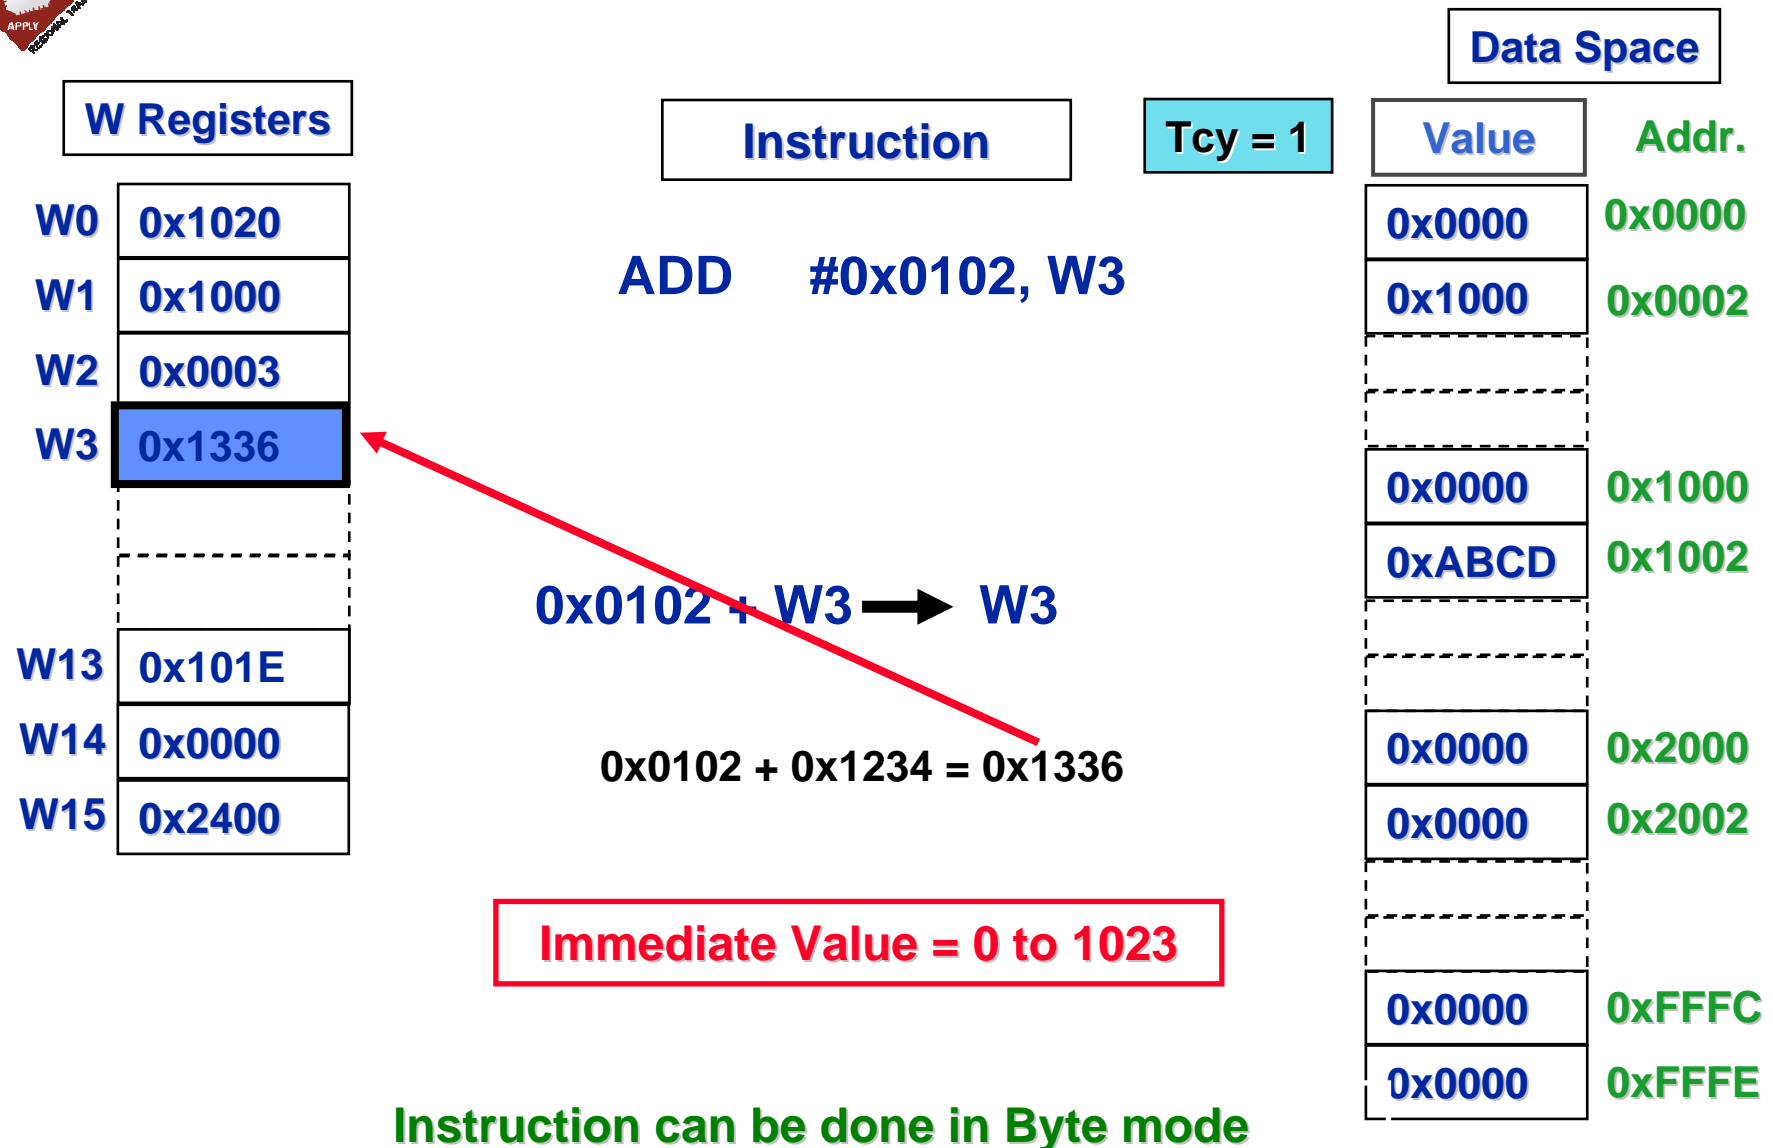 APPLY
REGIONAL
Data Space
W Registers
Instruction
Tcy = 1
Value
Addr.
W0 0x1020
0x0000 0x0000
ADD #0x0102, W3
W1 0x1000
0x1000 0x0002
W2 0x0003
W3 0x1336
0x0000 0x1000
0xABCD 0x1002
0x0102 + W3 W3
W13 0x101E
W14 0x0000
0x0000 0x2000
0x0102 + 0x1234 = 0x1336
W15 0x2400
0x0000 0x2002
Immediate Value = 0 to 1023
0x0000 0xFFFC
0x0000 0xFFFE
Instruction can be done in Byte mode